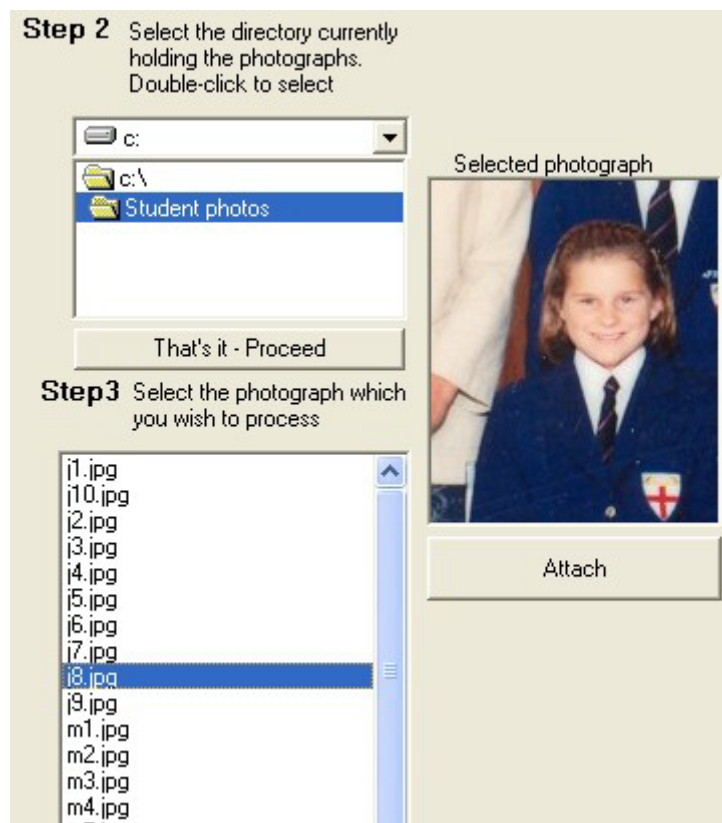 Step 2 Select the directory currently
holding the photographs.
Double-click to select
c:
c:\
Student photos
That's it - Proceed
Selected photograph
Step3 Select the photograph which
you wish to process
j1.jpg
j10.jpg
j2.jpg
j3.jpg
j4.jpg
j5.jpg
j6.jpg
j7.jpg
j8.jpg
j9.jpg
m1.jpg
m2.jpg
m3.jpg
m4.jpg
Attach